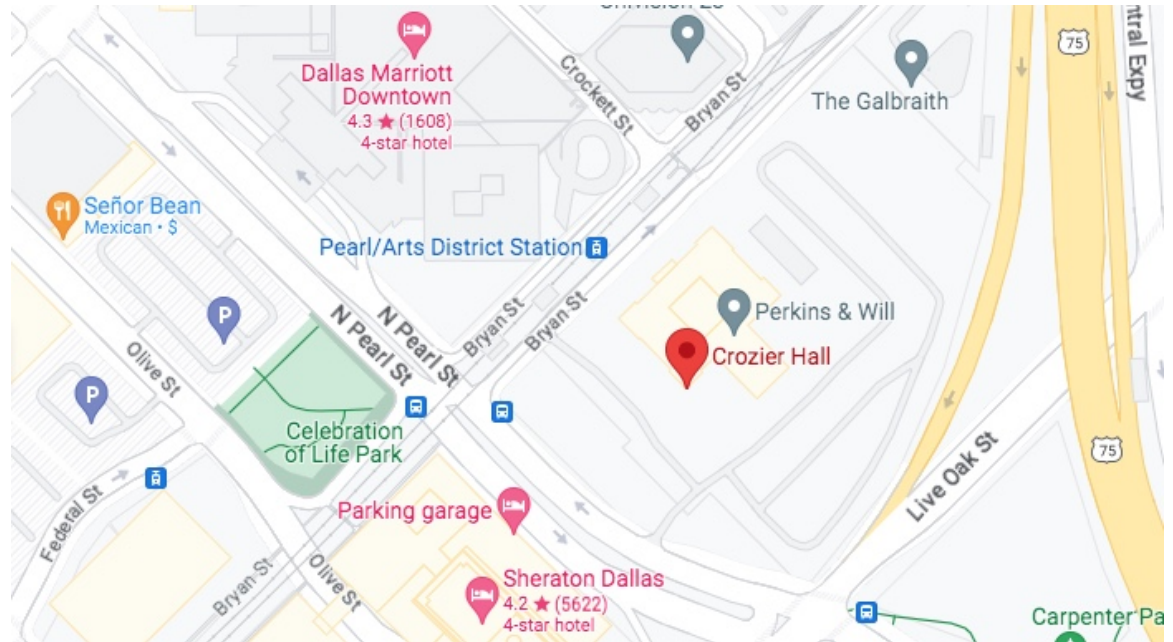 75
Dallas Marriott
Downtown
4.3 ★ (1608)
4-star hotel
Crockett St
Bryan St
The Galbraith
Señor Bean
Mexican • $
Pearl/Arts District Station
P
Perkins & Will
N Pearl St
N Pearl St
Bryan St
Bryan St
Crozier Hall
Olive St
P
Celebration
of Life Park
75
Live Oak St
Federal St
Parking garage
Bryan St
Olive St
Sheraton Dallas
4.2 ★ (5622)
4-star hotel